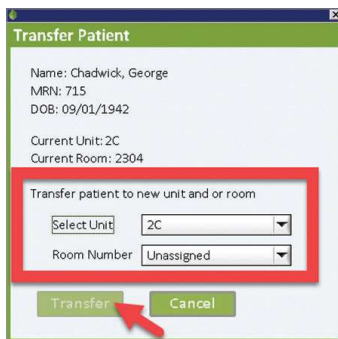 Transfer Patient
Name: Chadwick, George
MRN: 715
DOB: 09/01/1942
Current Unit: 2C
Current Room: 2304
Transfer patient to new unit and or room
Select Unit 2C
Room Number Unassigned
Transfer Cancel